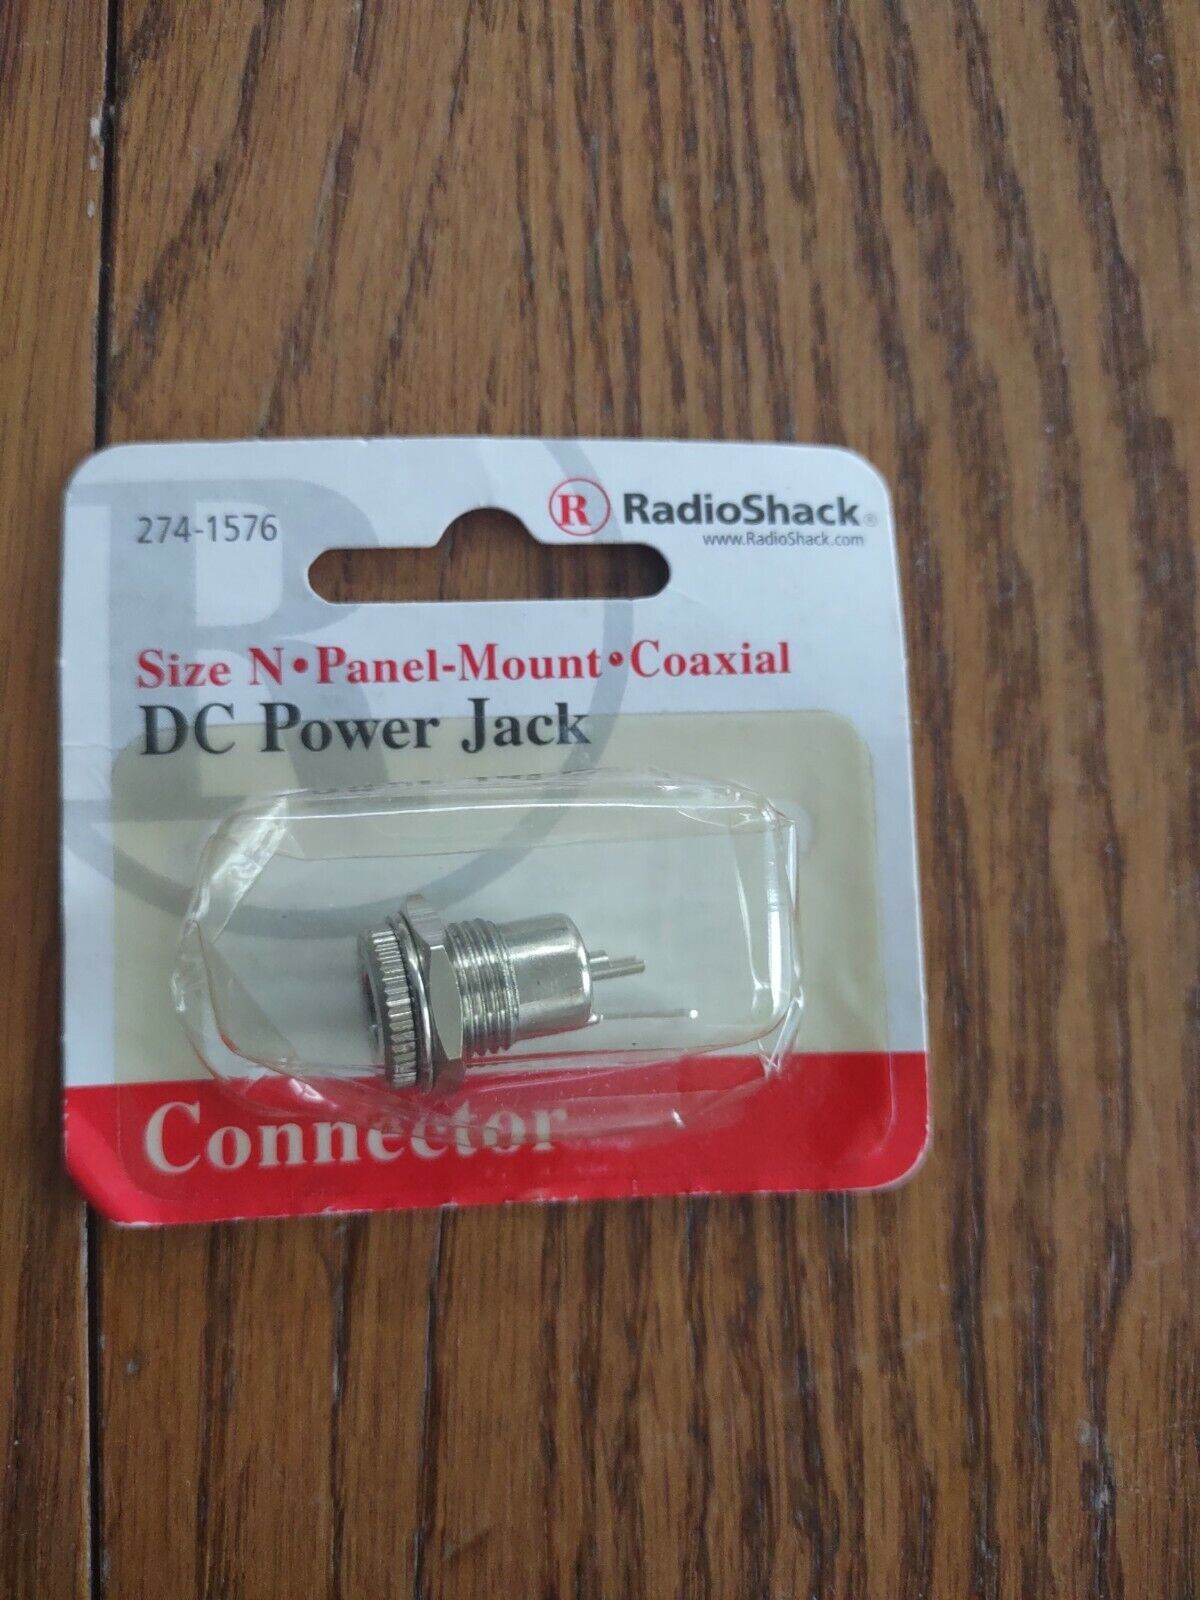 274-1576
R RadioShack®
www.RadioShack.com
Size N•Panel-Mount•Coaxial
DC Power Jack
Connector